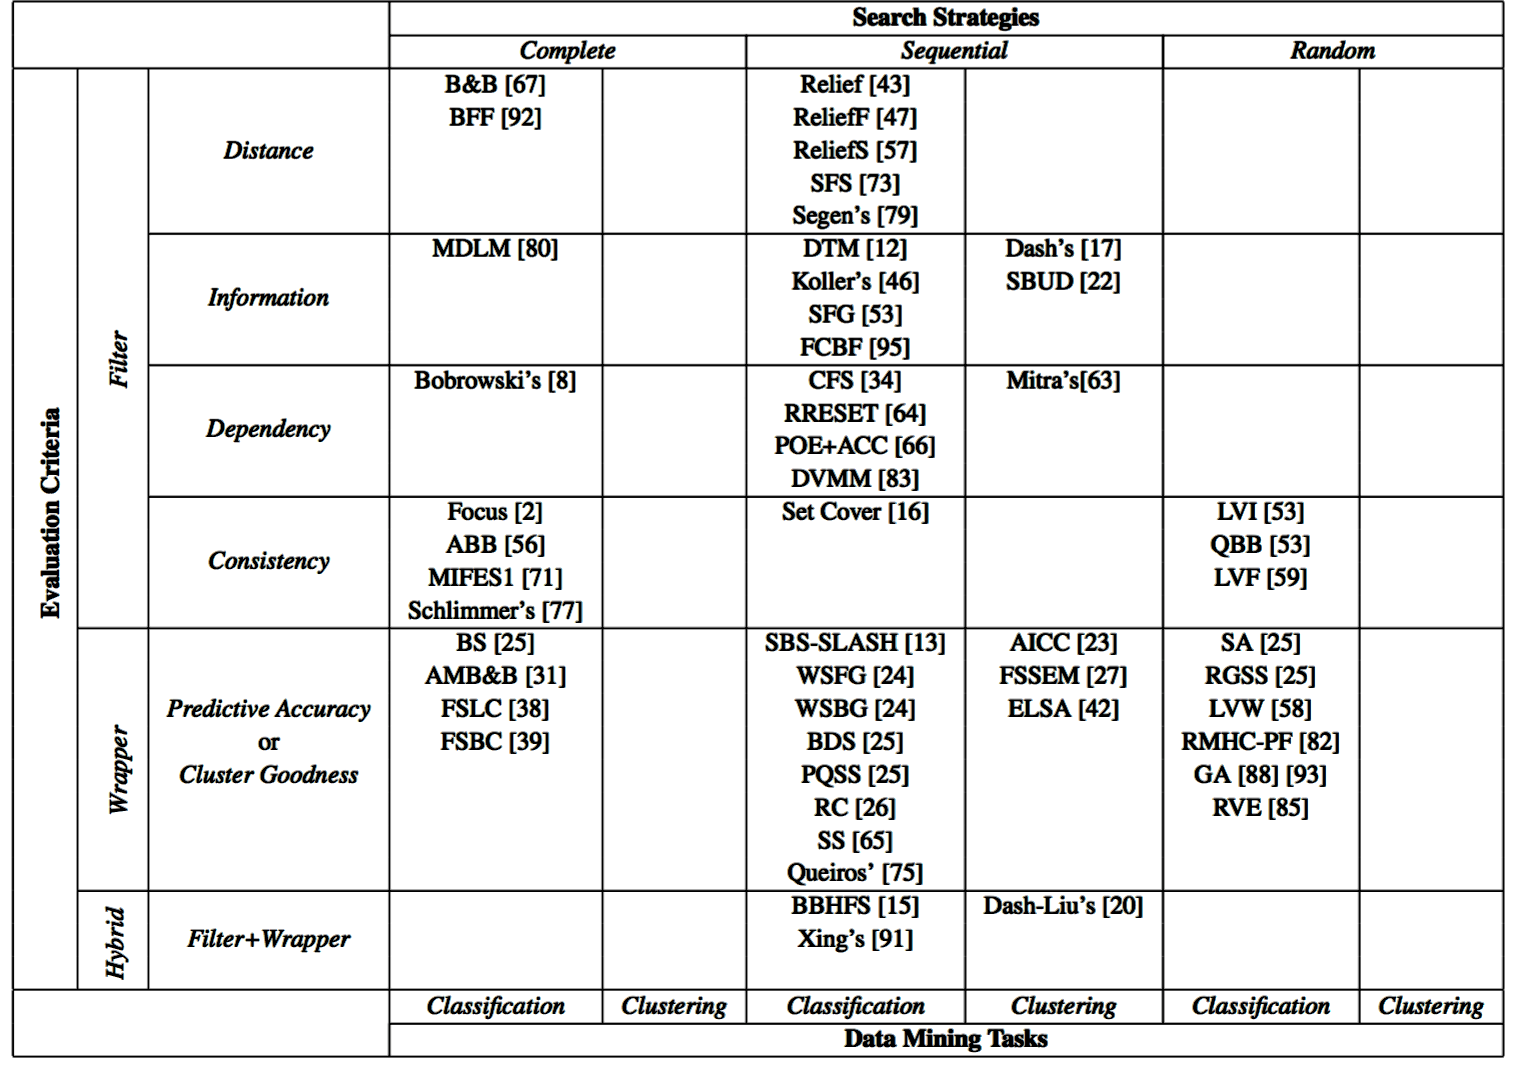 Search Strategies
Complete Sequential Random
Evaluation Criteria
Filter
Distance
B&B [67]
BFF [92]
Relief [43]
ReliefF [47]
ReliefS [57]
SFS [73]
Segen's [79]
Information
MDLM [80]
DTM [12]
Koller's [46]
SFG [53]
FCBF [95]
Dash's [17]
SBUD [22]
Dependency
Bobrowski's [8]
CFS [34]
RRESET [64]
POE+ACC [66]
DVMM [83]
Mitra's[63]
Consistency
Focus [2]
ABB [56]
MIFES1 [71]
Schlimmer's [77]
Set Cover [16]
LVI [53]
QBB [53]
LVF [59]
Wrapper
Predictive Accuracy
or
Cluster Goodness
BS [25]
AMB&B [31]
FSLC [38]
FSBC [39]
SBS-SLASH [13]
WSFG [24]
WSBG [24]
BDS [25]
PQSS [25]
RC [26]
SS [65]
Queiros' [75]
AICC [23]
FSSEM [27]
ELSA [42]
SA [25]
RGSS [25]
LVW [58]
RMHC-PF [82]
GA [88] [93]
RVE [85]
Hybrid
Filter+Wrapper
BBHFS [15]
Xing's [91]
Dash-Liu's [20]
Classification Clustering Classification Clustering Classification Clustering
Data Mining Tasks